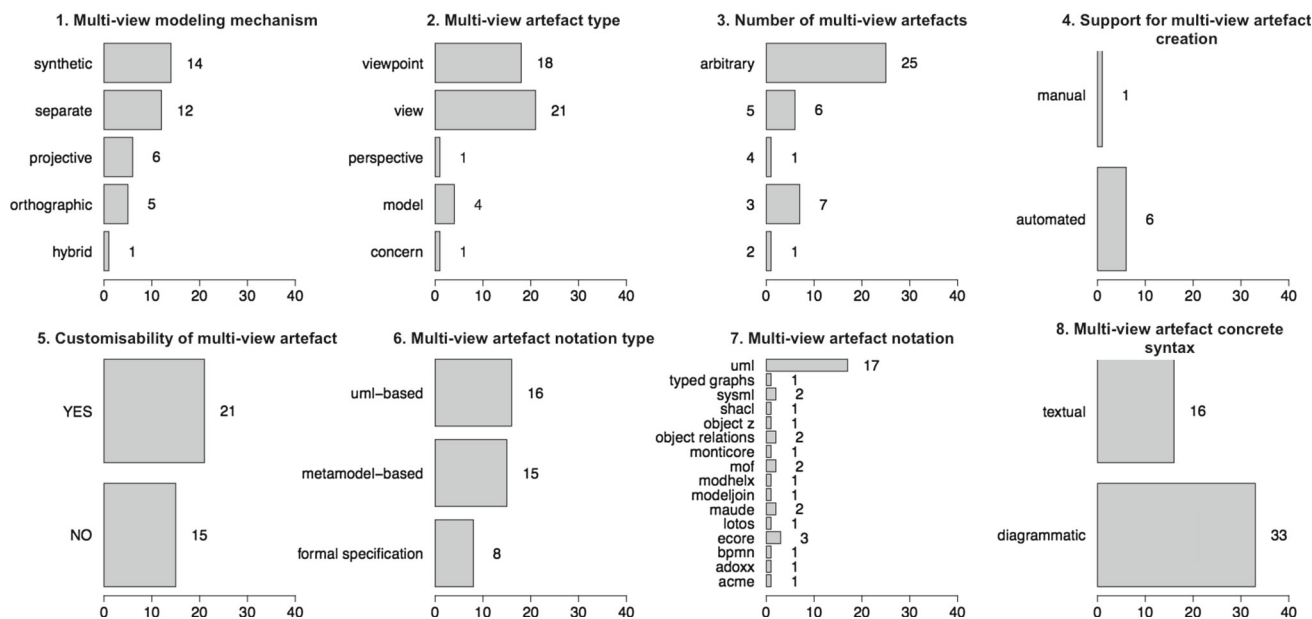 1. Multi-view modeling mechanism
synthetic 14
separate 12
projective 6
orthographic 5
hybrid 1
0 10 20 30 40
2. Multi-view artefact type
viewpoint 18
view 21
perspective 1
model 4
concern 1
0 10 20 30 40
3. Number of multi-view artefacts
arbitrary 25
5 6
4 1
3 7
2 1
0 10 20 30 40
4. Support for multi-view artefact
creation
manual 1
automated 6
0 10 20 30 40
5. Customisability of multi-view artefact
YES 21
NO 15
0 10 20 30 40
6. Multi-view artefact notation type
uml-based 16
metamodel-based 15
formal specification 8
0 10 20 30 40
7. Multi-view artefact notation
uml 17
typed graphs 1
sysml 2
shacl 1
object z 1
object relations 2
monticore 1
mof 2
modhelx 1
modeljoin 1
maude 2
lotos 1
ecore 3
bpmn 1
adoxx 1
acme 1
0 10 20 30 40
8. Multi-view artefact concrete
syntax
textual 16
diagrammatic 33
0 10 20 30 40